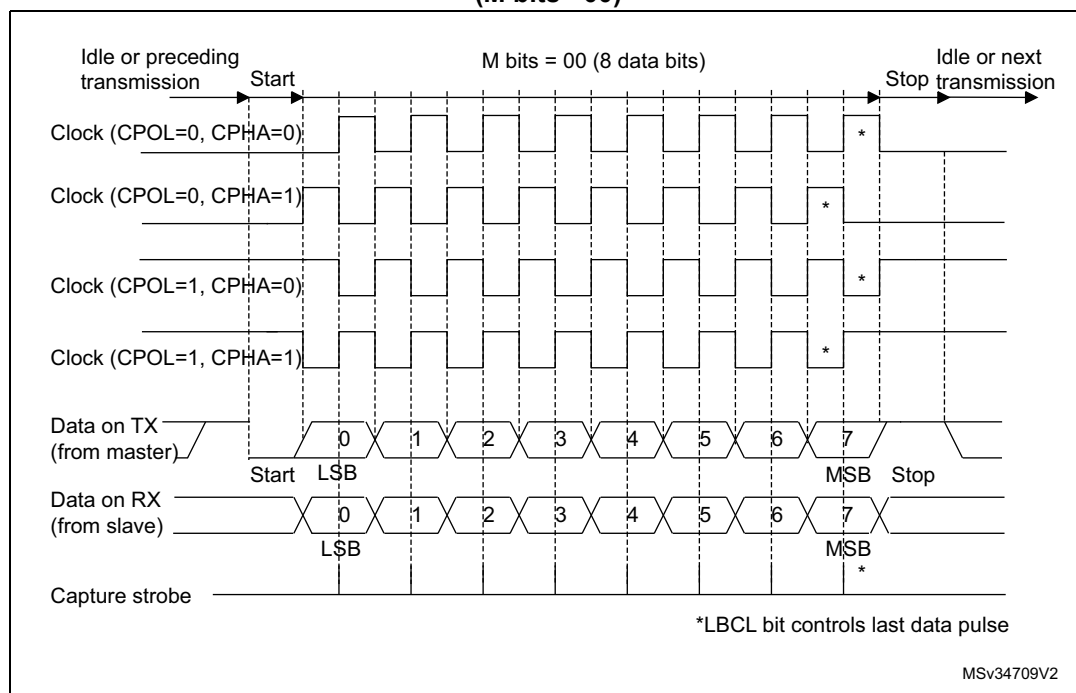 Idle or preceding
transmission
Start
M bits = 00 (8 data bits)
Stop
Idle or next
transmission
Clock (CPOL=0, CPHA=0)
*
Clock (CPOL=0, CPHA=1)
*
Clock (CPOL=1, CPHA=0)
*
Clock (CPOL=1, CPHA=1)
*
Data on TX
(from master)
0 1 2 3 4 5 6 7
Start LSB MSB Stop
Data on RX
(from slave)
0 1 2 3 4 5 6 7
LSB MSB
*
Capture strobe
*LBCL bit controls last data pulse
MSv34709V2